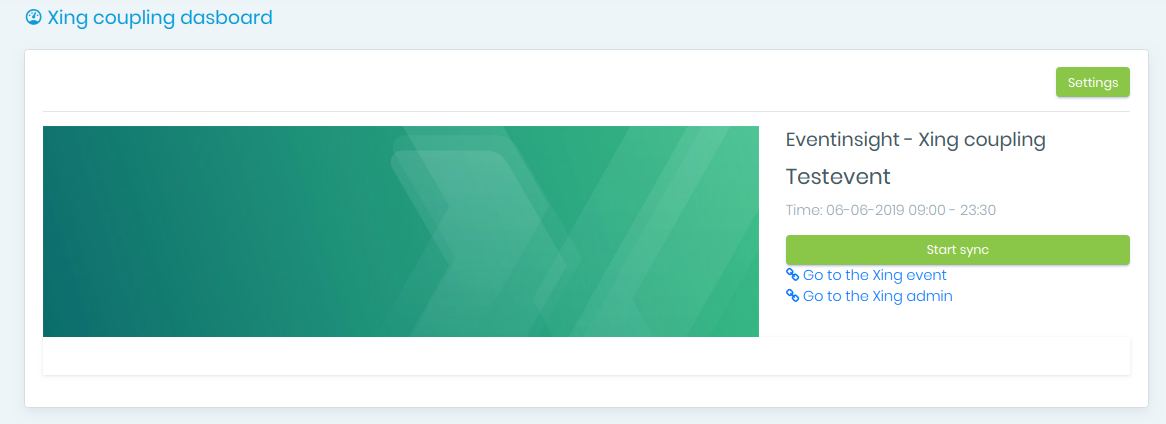 Xing coupling dasboard
Settings
Eventinsight - Xing coupling
Testevent
Time: 06-06-2019 09:00 - 23:30
Start sync
Go to the Xing event
Go to the Xing admin